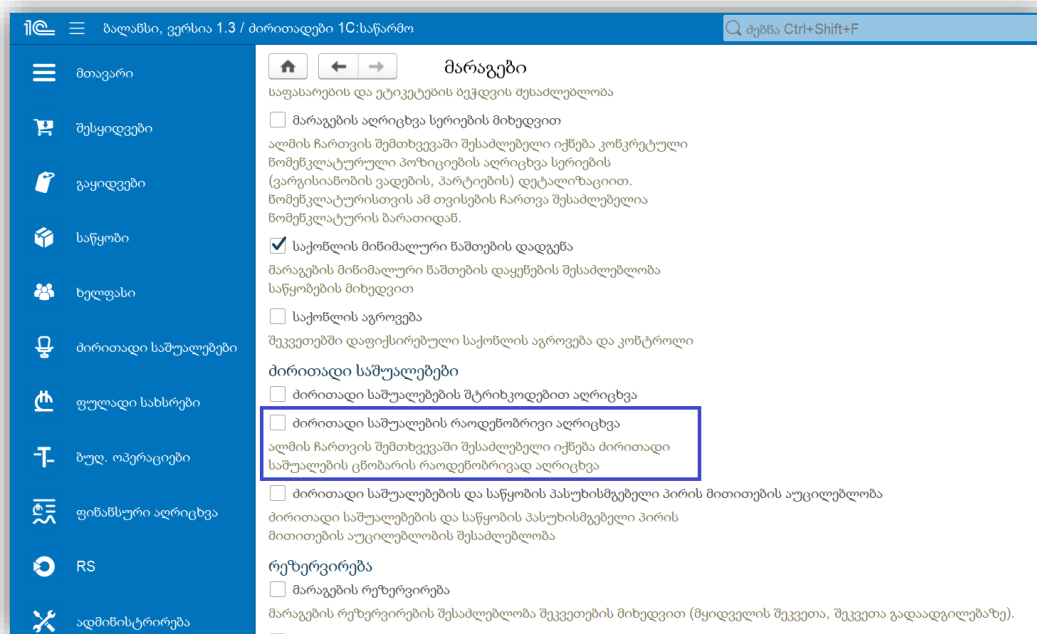 1C ბალანსი, ვერსია 1.3 / ძირითადები 1C:საწარმო
ძებნა Ctrl+Shift+F
მთავარი
შესყიდვები
გაყიდვები
საწყობი
ხელფასი
ძირითადი საშუალებები
ფულადი სახსრები
ბუღ. ოპერაციები
ფინანსური აღრიცხვა
RS
ადმინისტრირება
მარაგები
საფასარების და ეტიკეტების ბეჭდვის შესაძლებლობა
მარაგების აღრიცხვა სერიების მიხედვით
ალმის ჩართვის შემთხვევაში შესაძლებელი იქნება კონკრეტული
ნომენკლატურული პოზიციების აღრიცხვა სერიების
(ვარგისიანობის ვადების, პარტიების) დეტალიზაციით.
ნომენკლატურისთვის ამ თვისების ჩართვა შესაძლებელია
ნომენკლატურის ბარათიდან.
საქონლის მინიმალური ნაშთების დადგენა
მარაგების მინიმალური ნაშთების დაყენების შესაძლებლობა
საწყობების მიხედვით
საქონლის აგროვება
შეკვეთებში დაფიქსირებული საქონლის აგროვება და კონტროლი
ძირითადი საშუალებები
ძირითადი საშუალებების შტრიხკოდებით აღრიცხვა
ძირითადი საშუალების რაოდენობრივი აღრიცხვა
ალმის ჩართვის შემთხვევაში შესაძლებელი იქნება ძირითადი
საშუალების ცნობარის რაოდენობრივად აღრიცხვა
ძირითადი საშუალებების და საწყობის პასუხისმგებელი პირის მითითების აუცილებლობა
ძირითადი საშუალებების და საწყობის პასუხისმგებელი პირის
მითითების აუცილებლობის შესაძლებლობა
რეზერვირება
მარაგების რეზერვირება
მარაგების რეზერვირების შესაძლებლობა შეკვეთების მიხედვით (მყიდველის შეკვეთა, შეკვეთა გადაადგილებაზე).